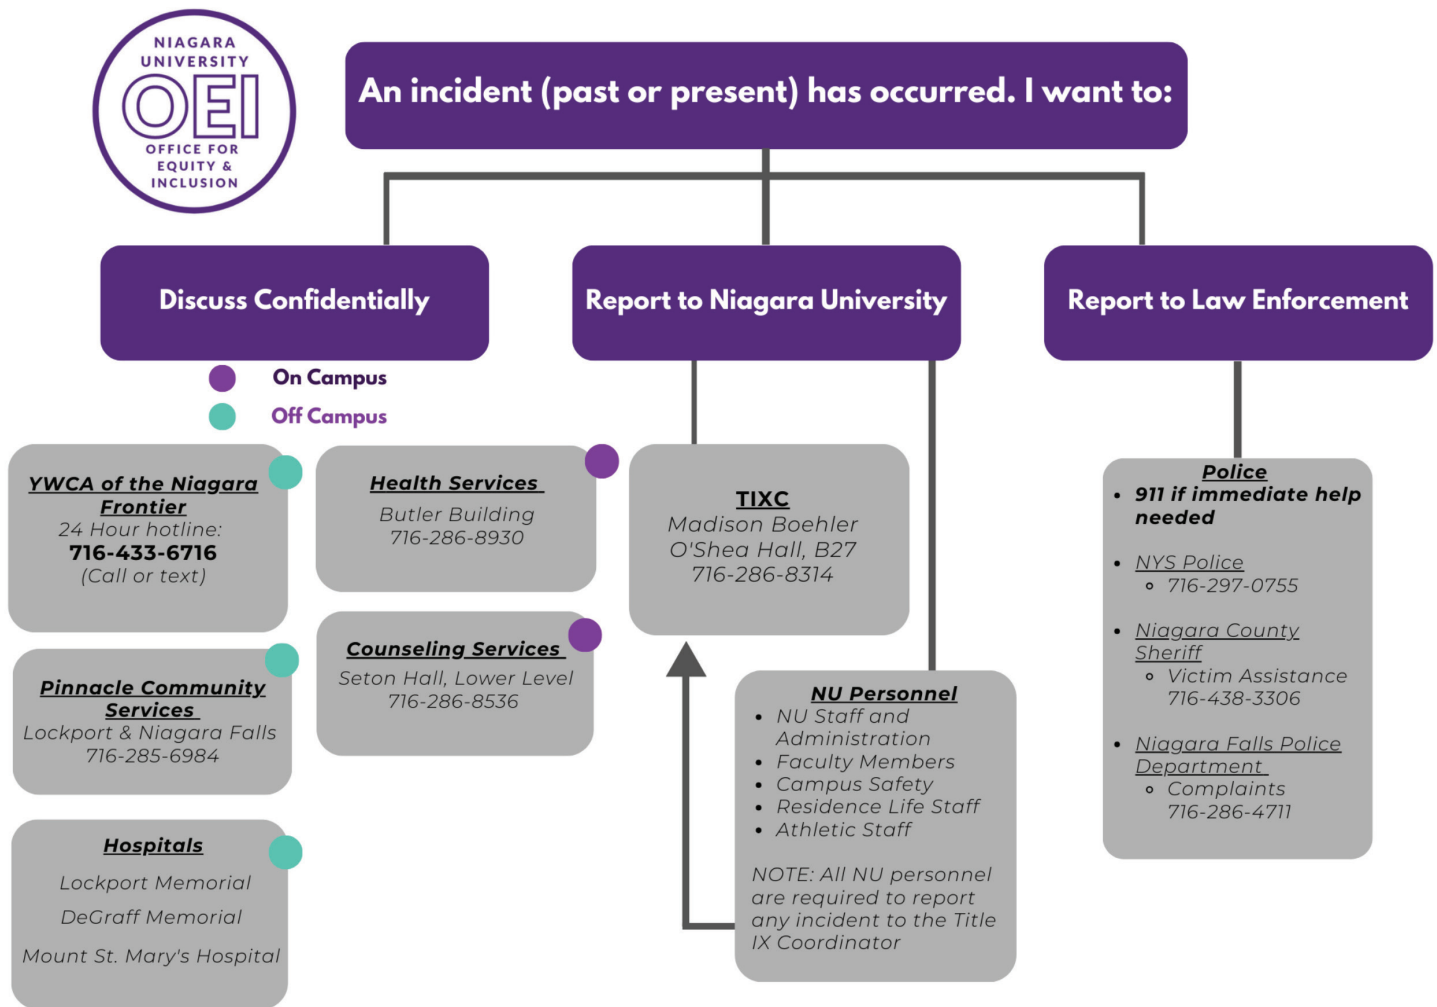 NIAGARA
UNIVERSITY
OEI
OFFICE FOR
EQUITY &
INCLUSION
An incident (past or present) has occurred. I want to:
Discuss Confidentially
On Campus
Off Campus
YWCA of the Niagara
Frontier
24 Hour hotline:
716-433-6716
(Call or text)
Pinnacle Community
Services
Lockport & Niagara Falls
716-285-6984
Hospitals
Lockport Memorial
DeGraff Memorial
Mount St. Mary's Hospital
Health Services
Butler Building
716-286-8930
Counseling Services
Seton Hall, Lower Level
716-286-8536
Report to Niagara University
TIXC
Madison Boehler
O'Shea Hall, B27
716-286-8314
NU Personnel
• NU Staff and
Administration
• Faculty Members
• Campus Safety
• Residence Life Staff
• Athletic Staff
NOTE: All NU personnel
are required to report
any incident to the Title
IX Coordinator
Report to Law Enforcement
Police
• 911 if immediate help
needed
• NYS Police
◦ 716-297-0755
• Niagara County
Sheriff
◦ Victim Assistance
716-438-3306
• Niagara Falls Police
Department
◦ Complaints
716-286-4711